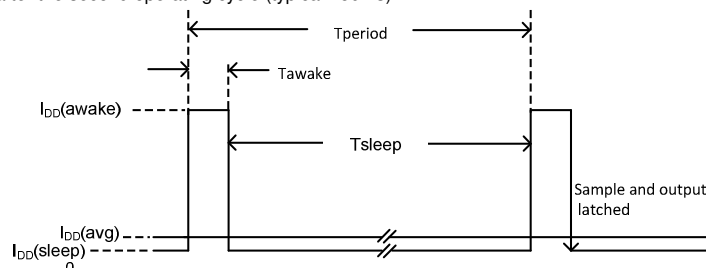 Tperiod
Tawake
IDD(awake)
Tsleep
Sample and output
latched
IDD(avg)
IDD(sleep)
0